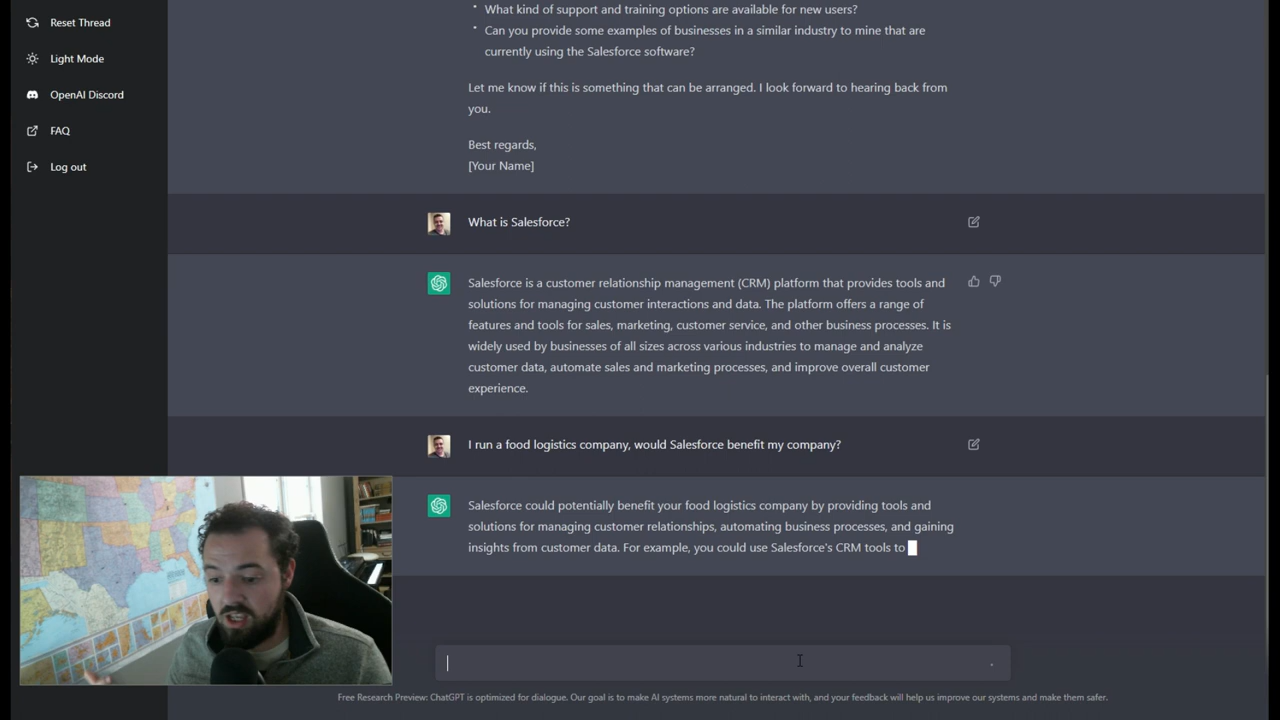 Reset Thread
Light Mode
OpenAI Discord
FAQ
Log out
What kind of support and training options are available for new users?
Can you provide some examples of businesses in a similar industry to mine that are
currently using the Salesforce software?
Let me know if this is something that can be arranged. I look forward to hearing back from
you.
Best regards,
[Your Name]
What is Salesforce?
Salesforce is a customer relationship management (CRM) platform that provides tools and
solutions for managing customer interactions and data. The platform offers a range of
features and tools for sales, marketing, customer service, and other business processes. It is
widely used by businesses of all sizes across various industries to manage and analyze
customer data, automate sales and marketing processes, and improve overall customer
experience.
I run a food logistics company, would Salesforce benefit my company?
Salesforce could potentially benefit your food logistics company by providing tools and
solutions for managing customer relationships, automating business processes, and gaining
insights from customer data. For example, you could use Salesforce's CRM tools to
Free Research Preview: ChatGPT is optimized for dialogue. Our goal is to make AI systems more natural to interact with, and your feedback will help us improve our systems and make them safer.